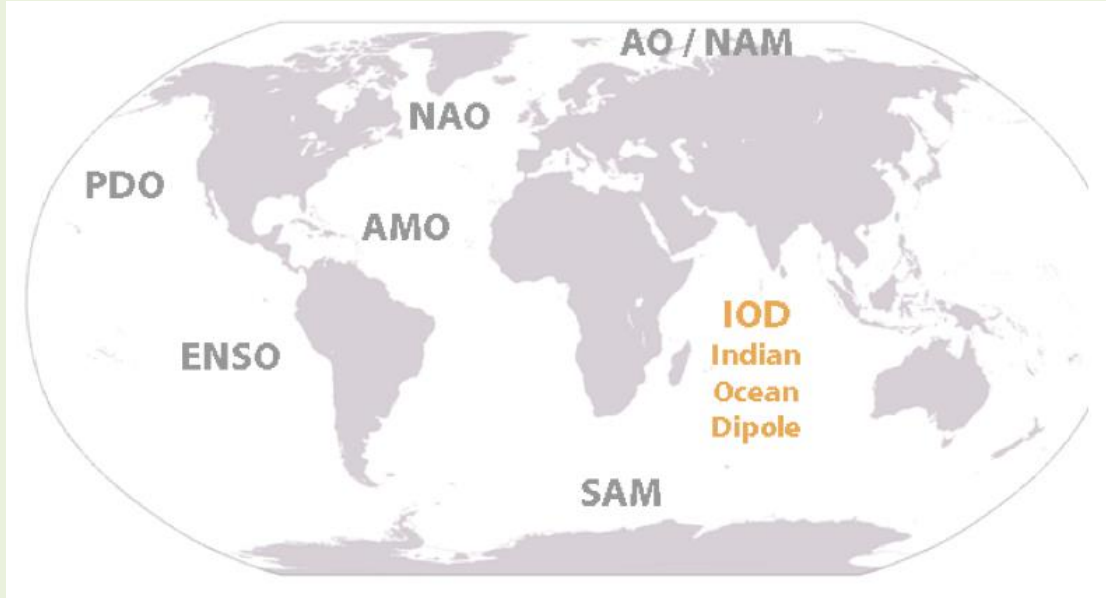 AO / NAM
NAO
PDO
AMO
IOD
Indian
Ocean
Dipole
ENSO
SAM